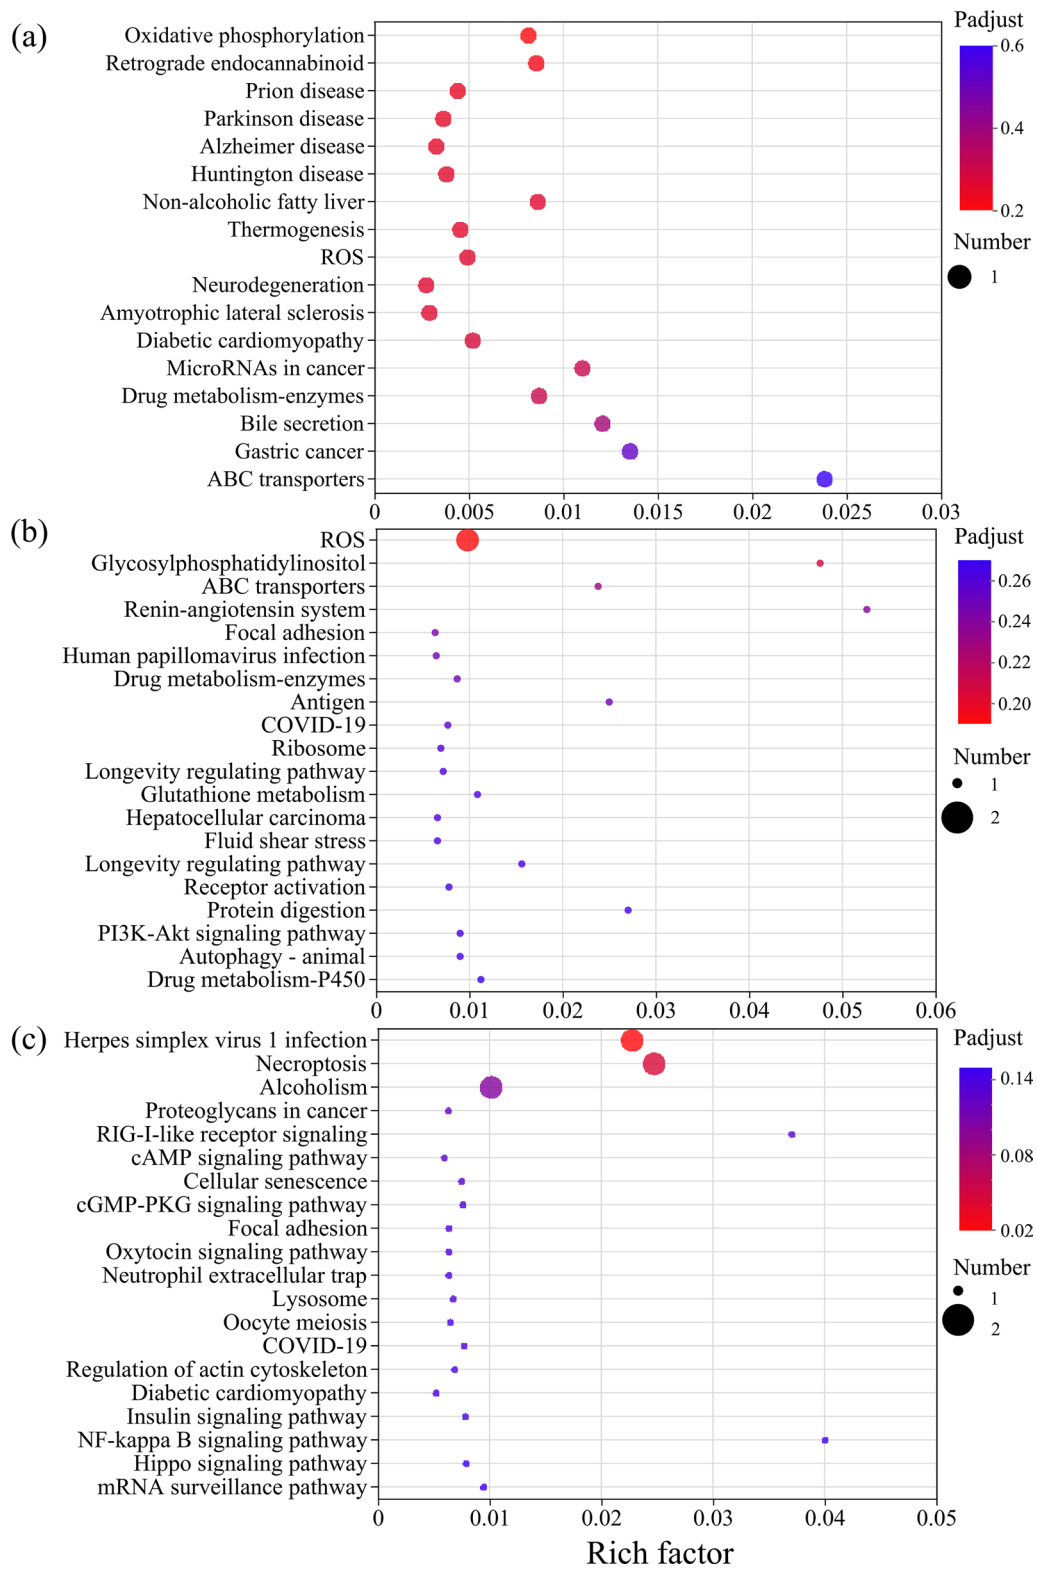 (a)
Oxidative phosphorylation
Retrograde endocannabinoid
Prion disease
Parkinson disease
Alzheimer disease
Huntington disease
Non-alcoholic fatty liver
Thermogenesis
ROS
Neurodegeneration
Amyotrophic lateral sclerosis
Diabetic cardiomyopathy
MicroRNAs in cancer
Drug metabolism-enzymes
Bile secretion
Gastric cancer
ABC transporters
0 0.005 0.01 0.015 0.02 0.025 0.03
Padjust
0.6
0.4
0.2
Number
1
(b)
ROS
Glycosylphosphatidylinositol
ABC transporters
Renin-angiotensin system
Focal adhesion
Human papillomavirus infection
Drug metabolism-enzymes
Antigen
COVID-19
Ribosome
Longevity regulating pathway
Glutathione metabolism
Hepatocellular carcinoma
Fluid shear stress
Longevity regulating pathway
Receptor activation
Protein digestion
PI3K-Akt signaling pathway
Autophagy - animal
Drug metabolism-P450
0 0.01 0.02 0.03 0.04 0.05 0.06
Padjust
0.26
0.24
0.22
0.20
Number
1
2
(c)
Herpes simplex virus 1 infection
Necroptosis
Alcoholism
Proteoglycans in cancer
RIG-I-like receptor signaling
cAMP signaling pathway
Cellular senescence
cGMP-PKG signaling pathway
Focal adhesion
Oxytocin signaling pathway
Neutrophil extracellular trap
Lysosome
Oocyte meiosis
COVID-19
Regulation of actin cytoskeleton
Diabetic cardiomyopathy
Insulin signaling pathway
NF-kappa B signaling pathway
Hippo signaling pathway
mRNA surveillance pathway
0 0.01 0.02 0.03 0.04 0.05
Rich factor
Padjust
0.14
0.08
0.02
Number
1
2